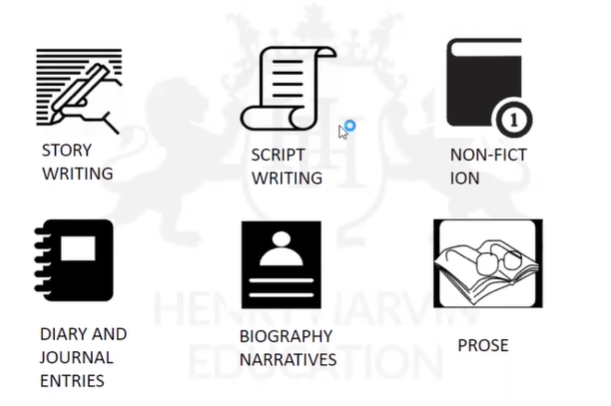 STORY
WRITING
SCRIPT
WRITING
NON-FICT
ION
1
DIARY AND
JOURNAL
ENTRIES
BIOGRAPHY
NARRATIVES
PROSE
HENRY HARVIN
EDUCATION
H